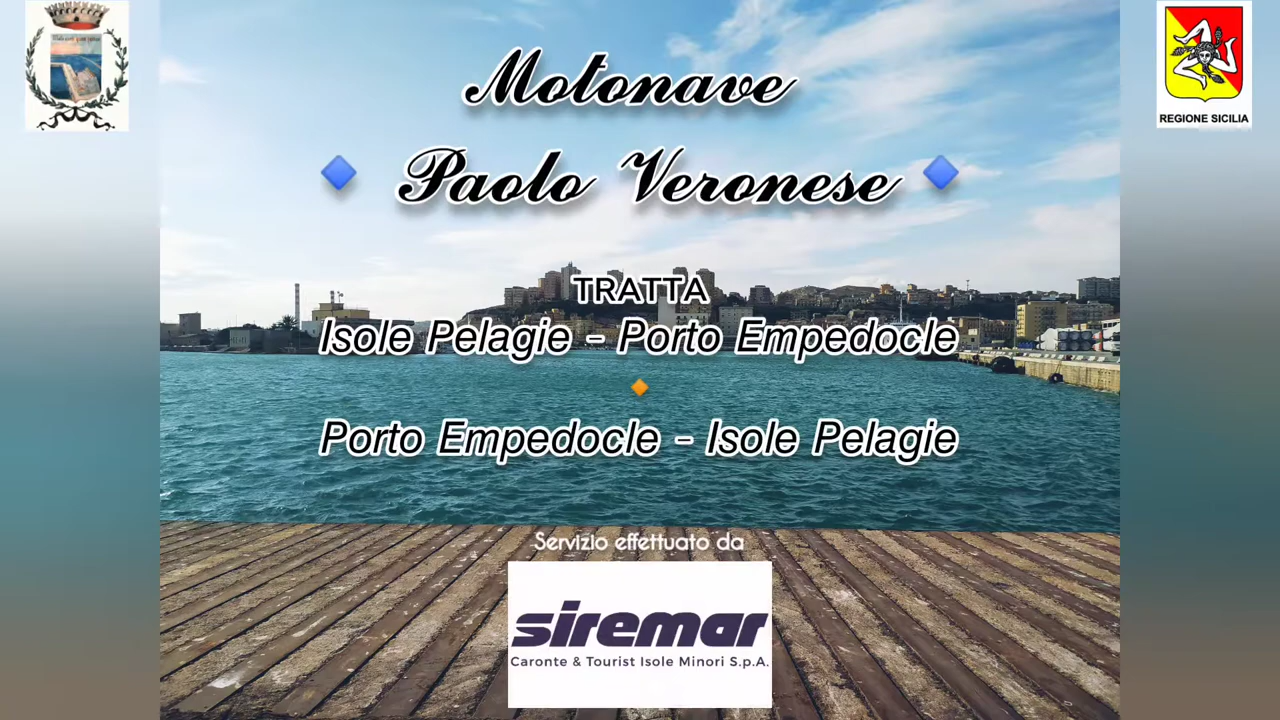 Motonave
Paolo Veronese
REGIONE SICILIA
TRATTA
Isole Pelagie - Porto Empedocle
Porto Empedocle - Isole Pelagie
Servizio effettuato da
siremar
Caronte & Tourist Isole Minori S.p.A.